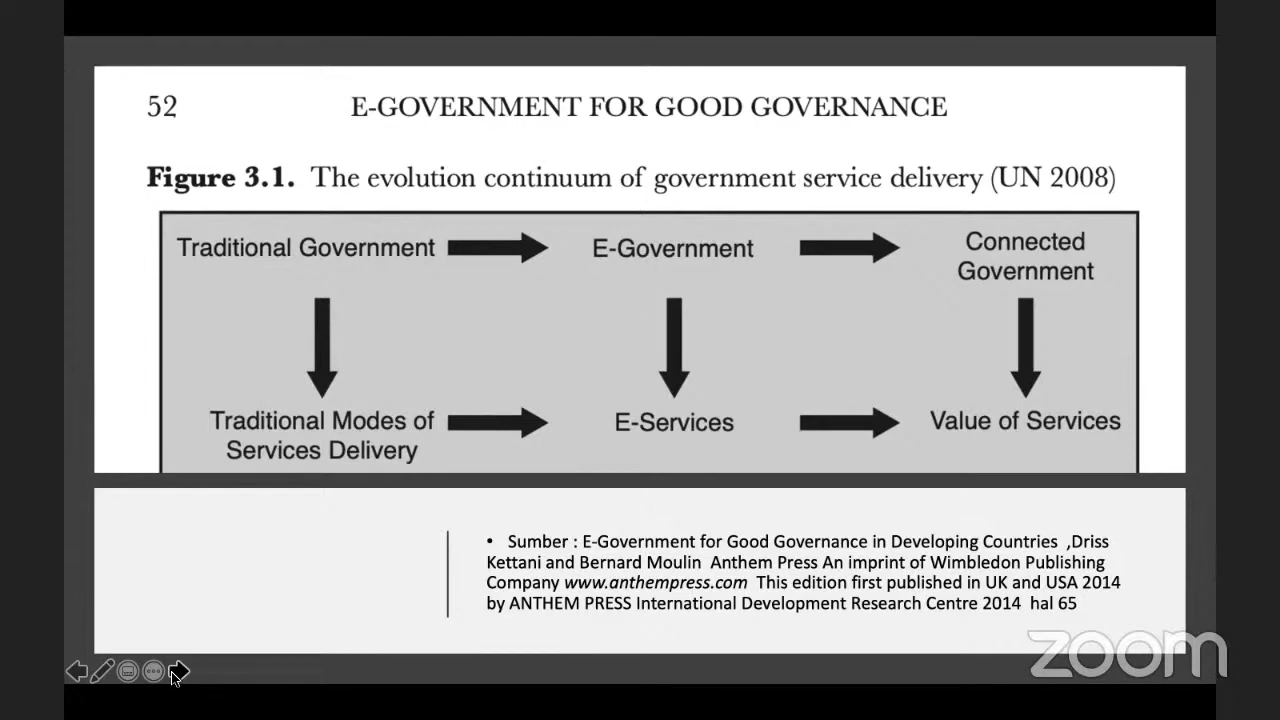 52 E-GOVERNMENT FOR GOOD GOVERNANCE
Figure 3.1. The evolution continuum of government service delivery (UN 2008)
Traditional Government
E-Government
Connected
Government
Traditional Modes of
Services Delivery
E-Services
Value of Services
• Sumber : E-Government for Good Governance in Developing Countries ,Driss
Kettani and Bernard Moulin Anthem Press An imprint of Wimbledon Publishing
Company www.anthempress.com This edition first published in UK and USA 2014
by ANTHEM PRESS International Development Research Centre 2014 hal 65
zoom